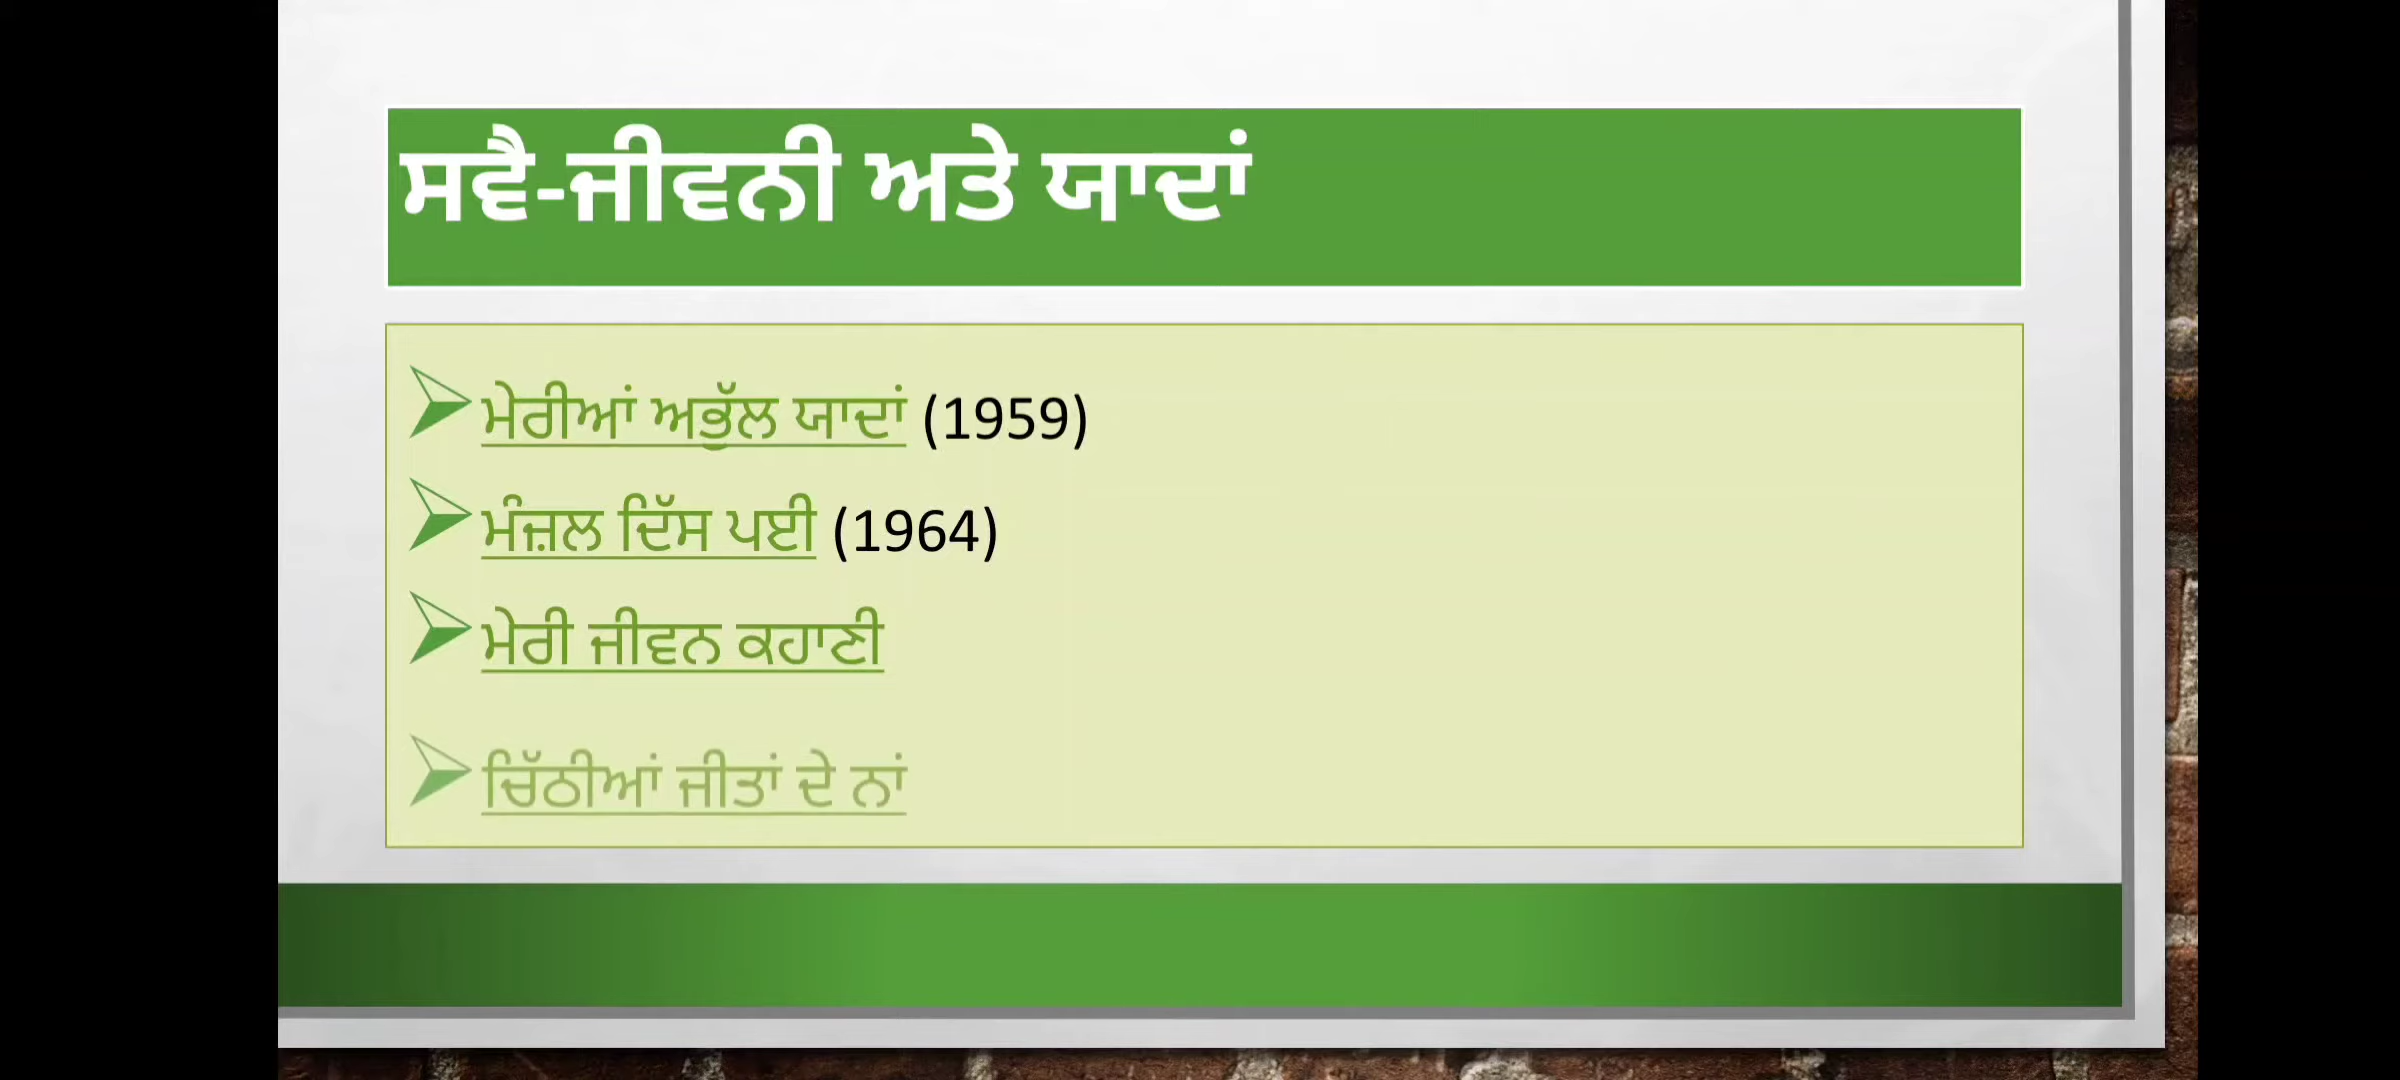 ਸਵੈ-ਜੀਵਨੀ ਅਤੇ ਯਾਦਾਂ
ਮੇਰੀਆਂ ਅਭੁੱਲ ਯਾਦਾਂ (1959)
ਮੰਜ਼ਲ ਦਿੱਸ ਪਈ (1964)
ਮੇਰੀ ਜੀਵਨ ਕਹਾਣੀ
ਚਿੱਠੀਆਂ ਜੀਤਾਂ ਦੇ ਨਾਂ